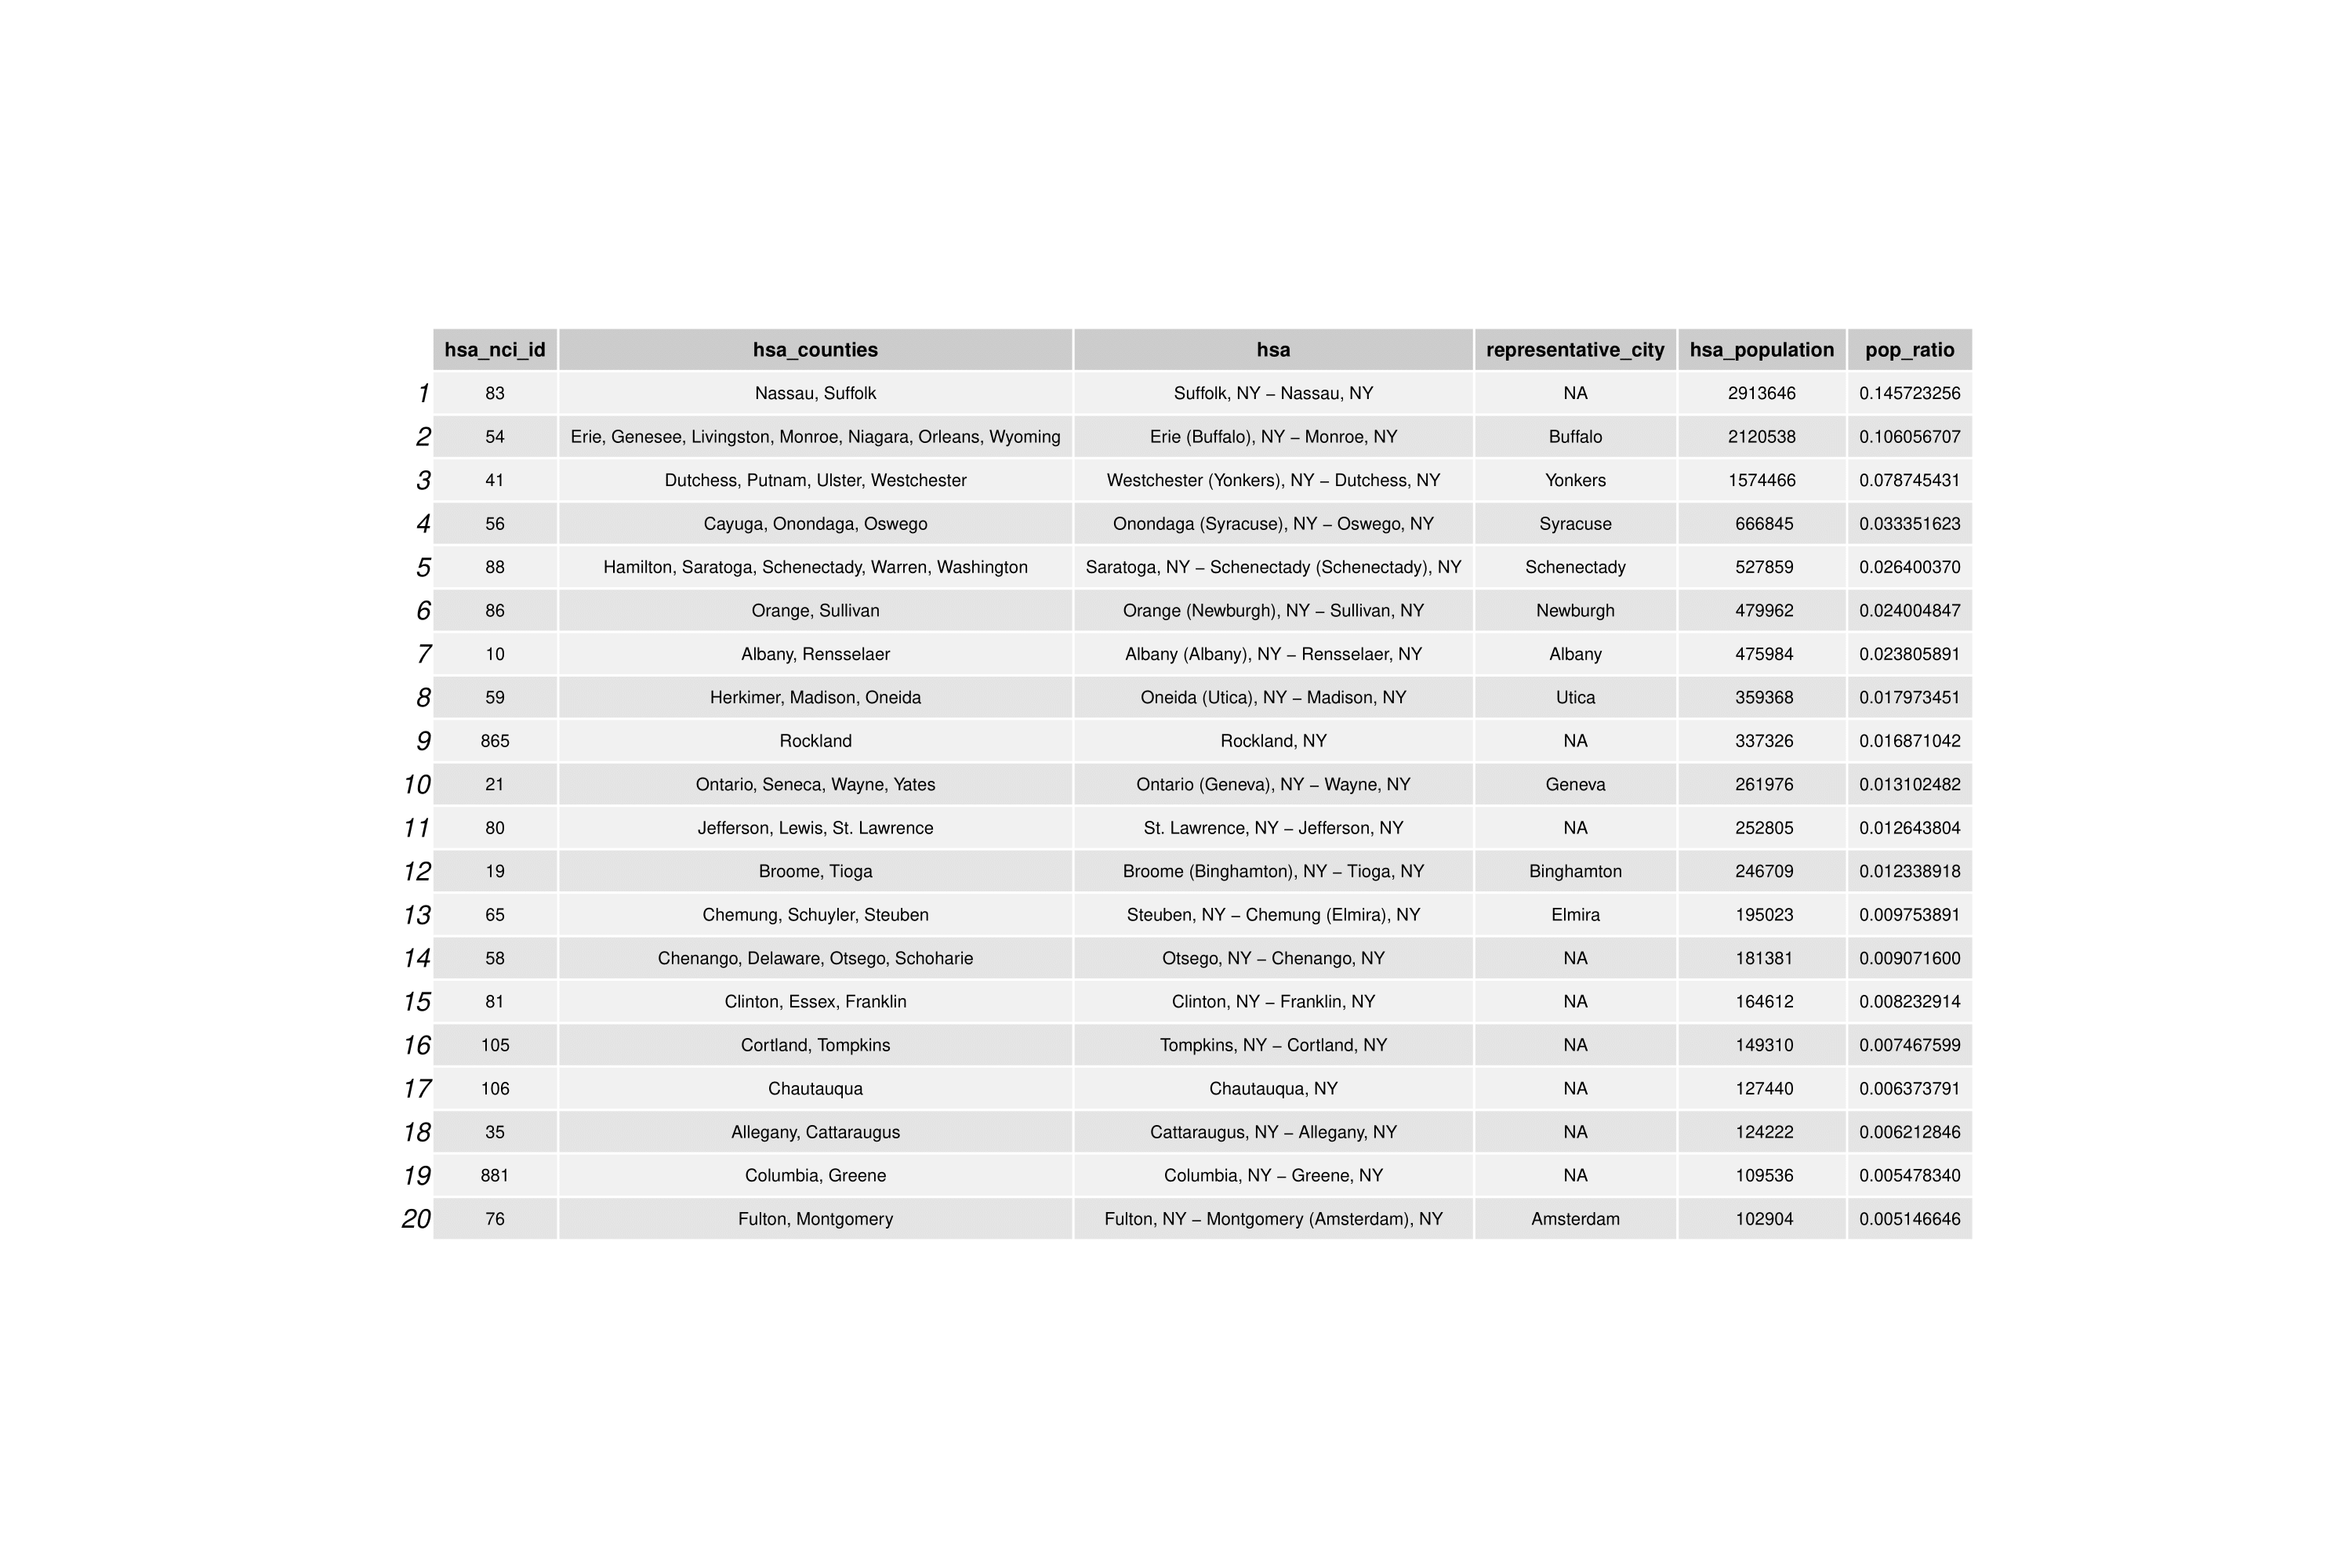 hsa_nci_id hsa_counties hsa representative_city hsa_population pop_ratio
1 83 Nassau, Suffolk Suffolk, NY – Nassau, NY NA 2913646 0.145723256
2 54 Erie, Genesee, Livingston, Monroe, Niagara, Orleans, Wyoming Erie (Buffalo), NY – Monroe, NY Buffalo 2120538 0.106056707
3 41 Dutchess, Putnam, Ulster, Westchester Westchester (Yonkers), NY – Dutchess, NY Yonkers 1574466 0.078745431
4 56 Cayuga, Onondaga, Oswego Onondaga (Syracuse), NY – Oswego, NY Syracuse 666845 0.033351623
5 88 Hamilton, Saratoga, Schenectady, Warren, Washington Saratoga, NY – Schenectady (Schenectady), NY Schenectady 527859 0.026400370
6 86 Orange, Sullivan Orange (Newburgh), NY – Sullivan, NY Newburgh 479962 0.024004847
7 10 Albany, Rensselaer Albany (Albany), NY – Rensselaer, NY Albany 475984 0.023805891
8 59 Herkimer, Madison, Oneida Oneida (Utica), NY – Madison, NY Utica 359368 0.017973451
9 865 Rockland Rockland, NY NA 337326 0.016871042
10 21 Ontario, Seneca, Wayne, Yates Ontario (Geneva), NY – Wayne, NY Geneva 261976 0.013102482
11 80 Jefferson, Lewis, St. Lawrence St. Lawrence, NY – Jefferson, NY NA 252805 0.012643804
12 19 Broome, Tioga Broome (Binghamton), NY – Tioga, NY Binghamton 246709 0.012338918
13 65 Chemung, Schuyler, Steuben Steuben, NY – Chemung (Elmira), NY Elmira 195023 0.009753891
14 58 Chenango, Delaware, Otsego, Schoharie Otsego, NY – Chenango, NY NA 181381 0.009071600
15 81 Clinton, Essex, Franklin Clinton, NY – Franklin, NY NA 164612 0.008232914
16 105 Cortland, Tompkins Tompkins, NY – Cortland, NY NA 149310 0.007467599
17 106 Chautauqua Chautauqua, NY NA 127440 0.006373791
18 35 Allegany, Cattaraugus Cattaraugus, NY – Allegany, NY NA 124222 0.006212846
19 881 Columbia, Greene Columbia, NY – Greene, NY NA 109536 0.005478340
20 76 Fulton, Montgomery Fulton, NY – Montgomery (Amsterdam), NY Amsterdam 102904 0.005146646